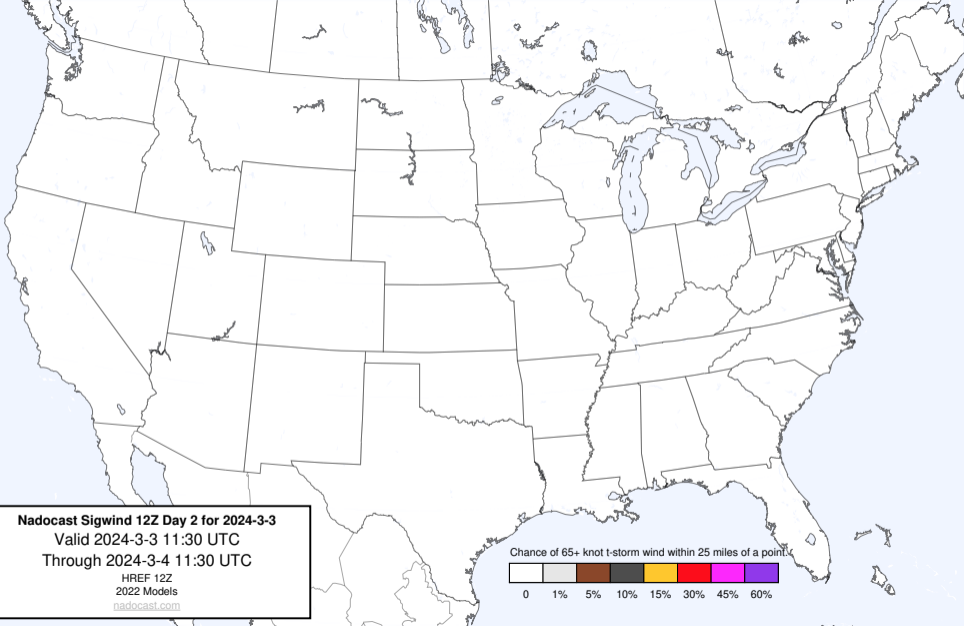 Nadocast Sigwind 12Z Day 2 for 2024-3-3
Valid 2024-3-3 11:30 UTC
Through 2024-3-4 11:30 UTC
HREF 12Z
2022 Models
nadocast.com
Chance of 65+ knot t-storm wind within 25 miles of a point.
0 1% 5% 10% 15% 30% 45% 60%